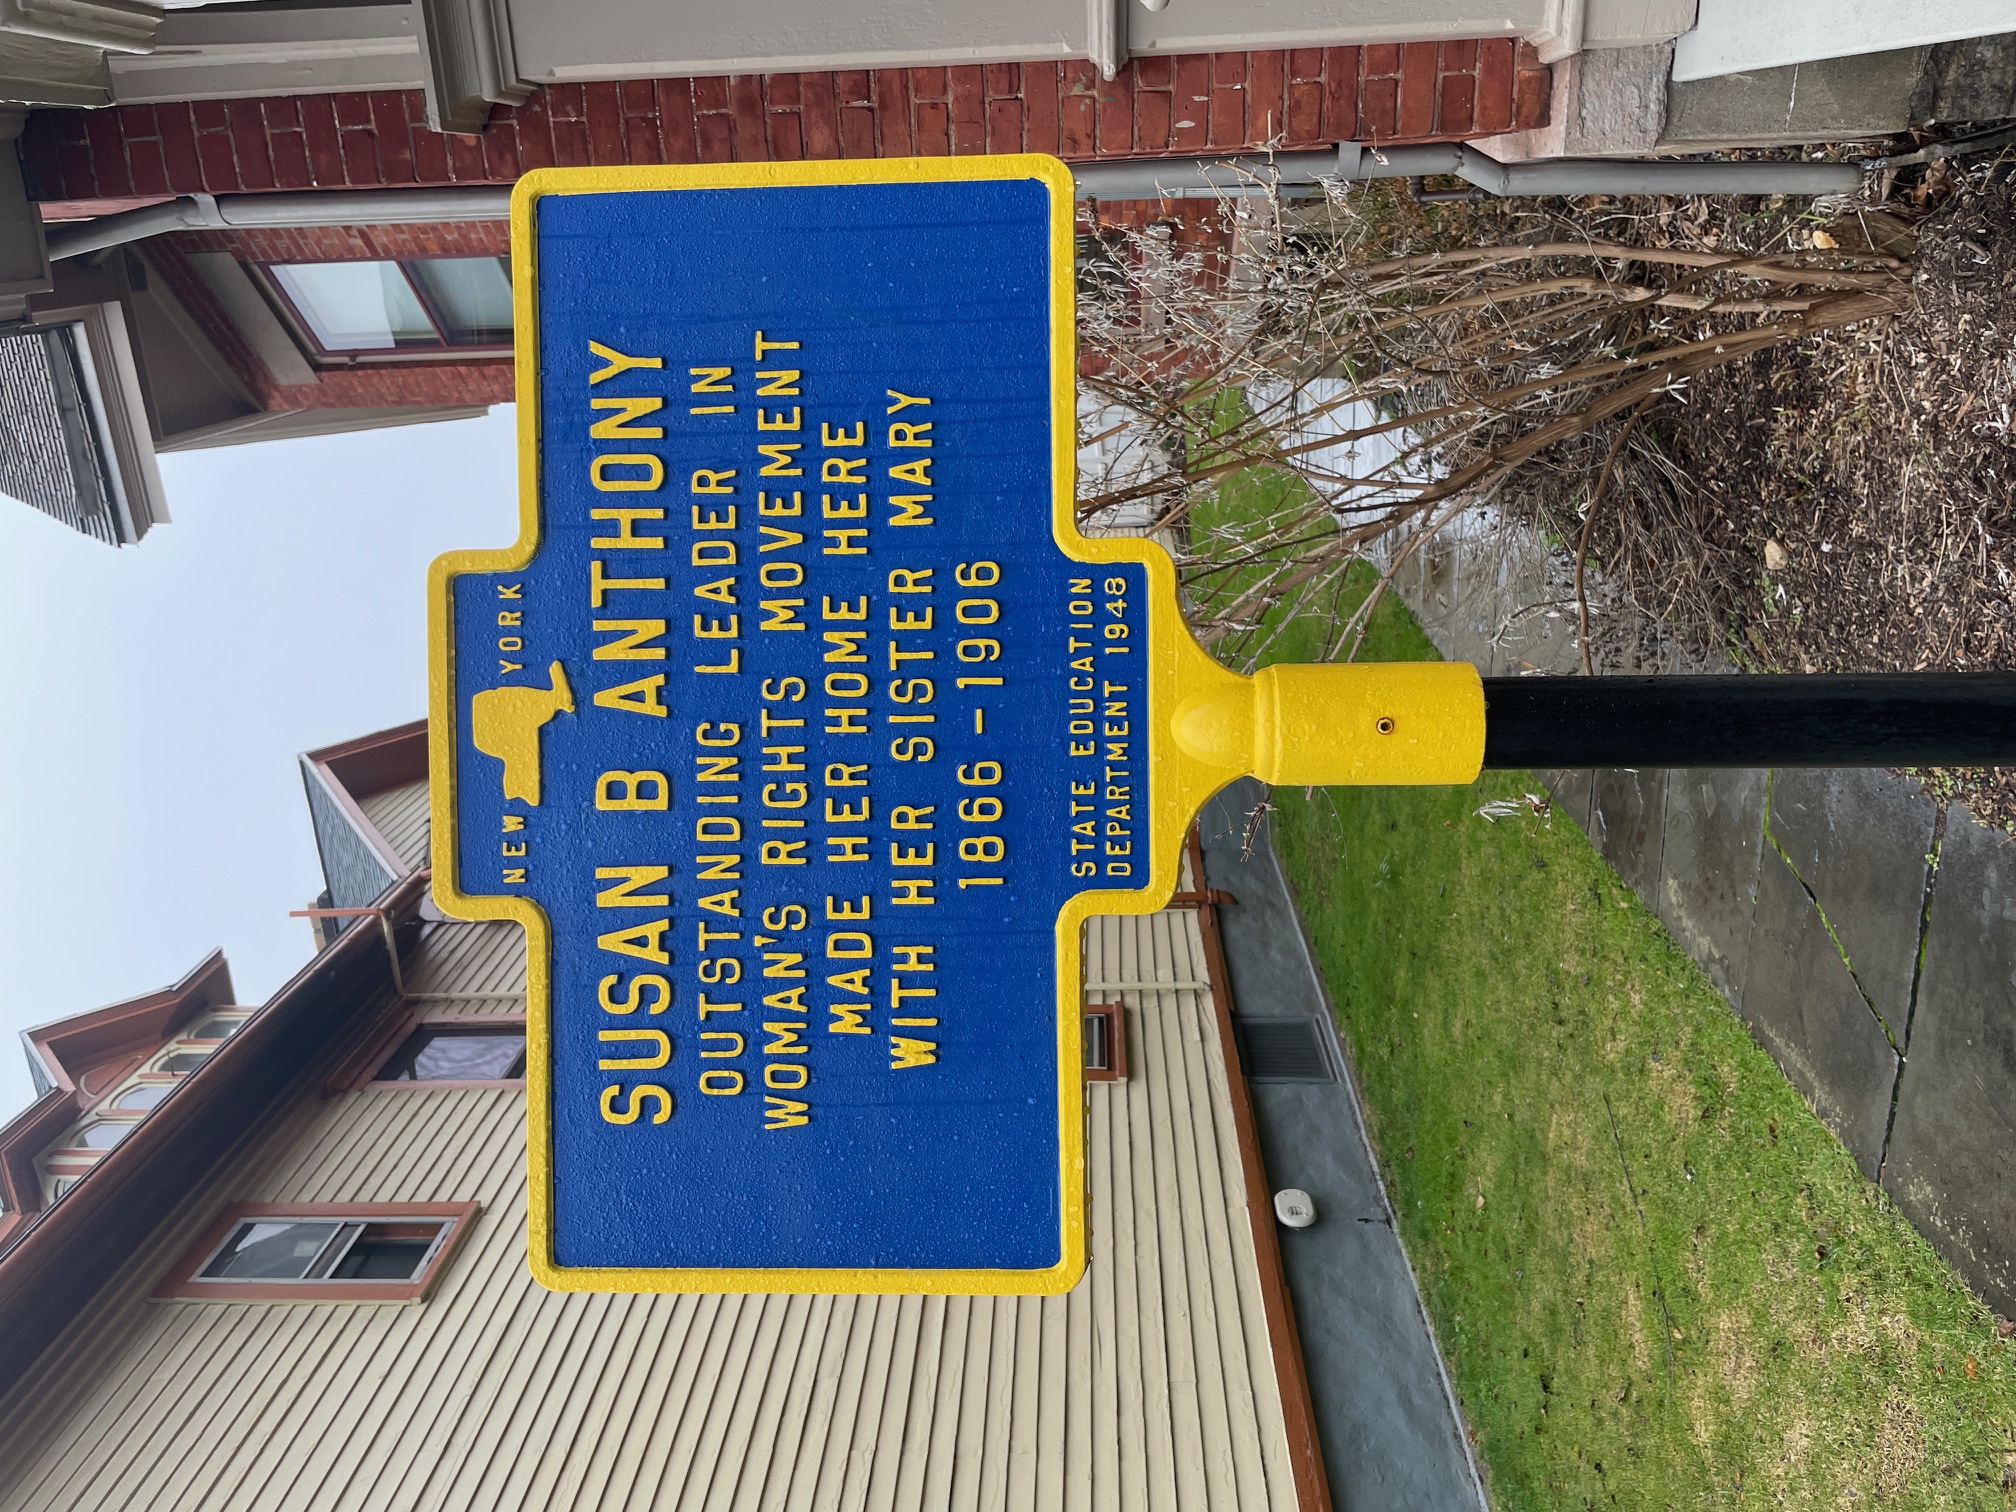 NEW YORK
SUSAN B ANTHONY
OUTSTANDING LEADER IN
WOMAN'S RIGHTS MOVEMENT
MADE HER HOME HERE
WITH HER SISTER MARY
1866 – 1906
STATE EDUCATION
DEPARTMENT 1948